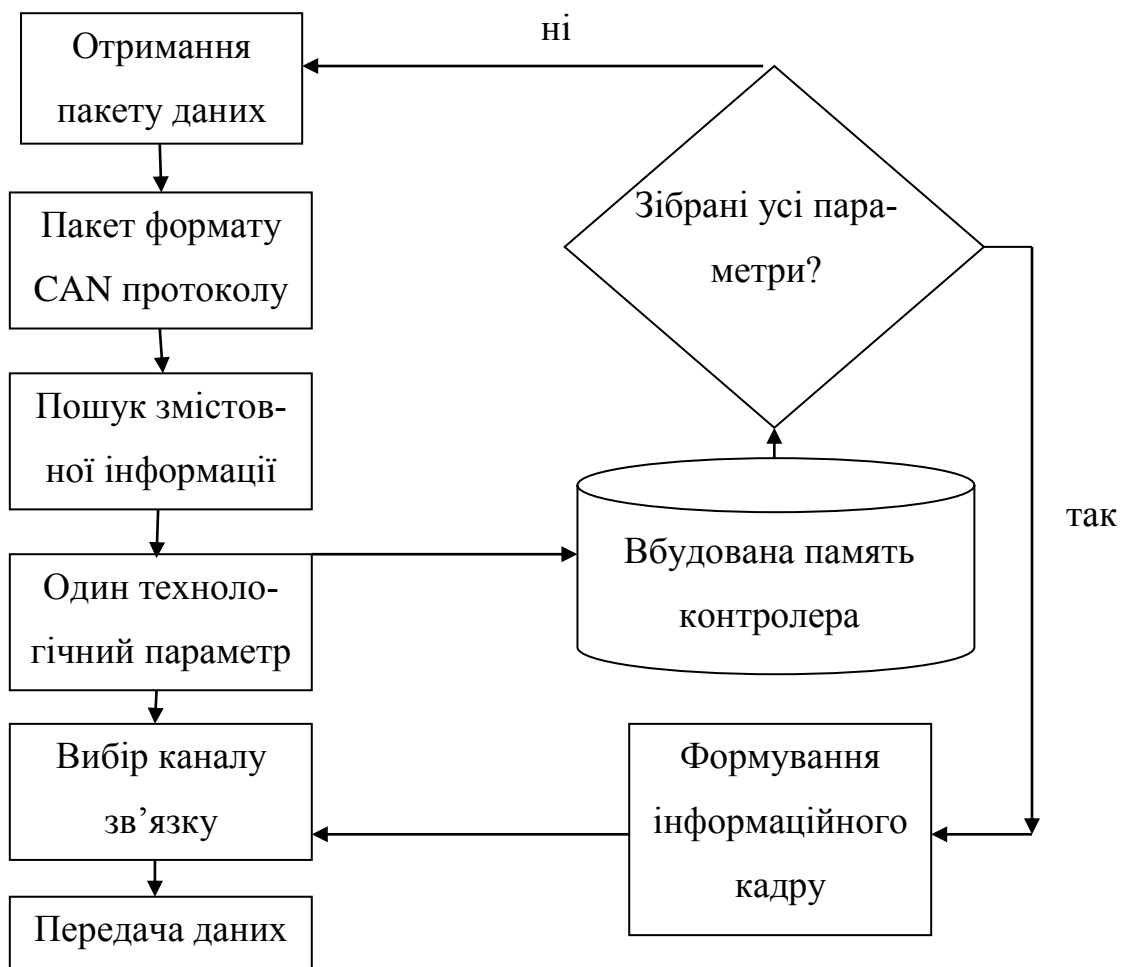 Отримання
пакету даних
ні
Пакет формату
CAN протоколу
Зібрані усі пара-
метри?
Пошук змістов-
ної інформації
так
Один техноло-
гічний параметр
Вбудована память
контролера
Вибір каналу
зв’язку
Формування
інформаційного
кадру
Передача даних